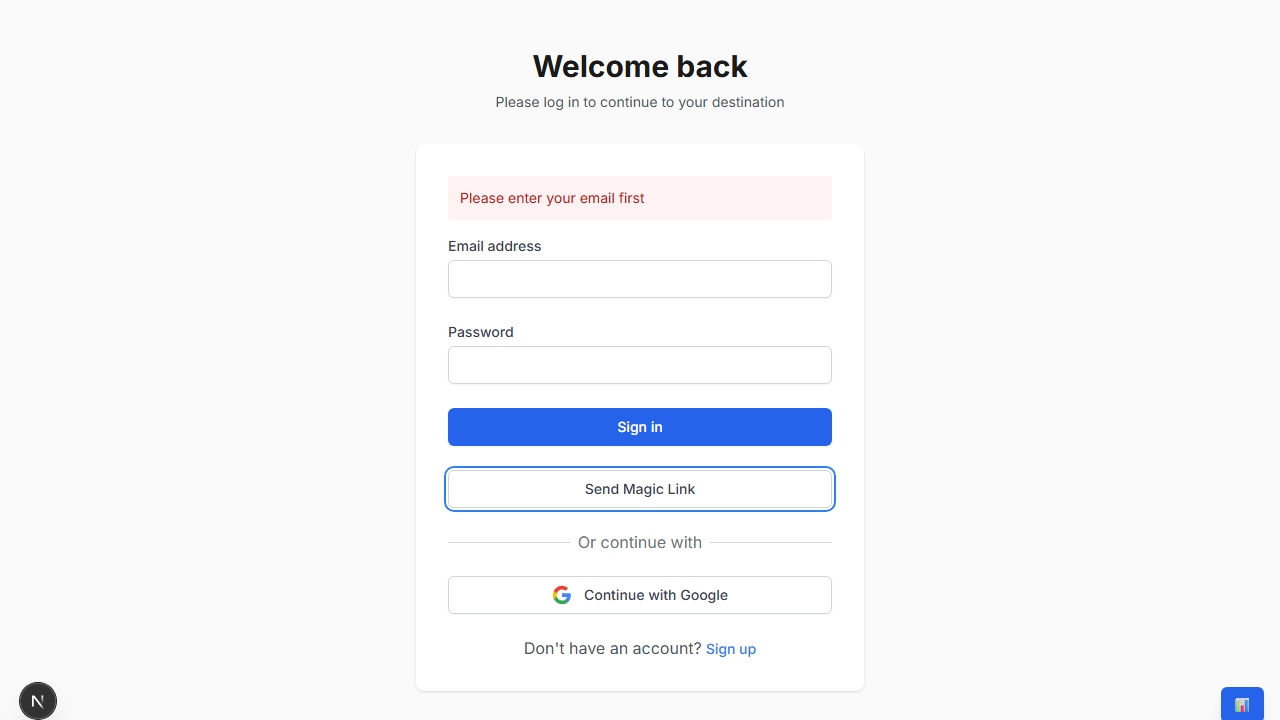 Welcome back
Please log in to continue to your destination
Please enter your email first
Email address
Password
Sign in
Send Magic Link
Or continue with
Continue with Google
Don't have an account? Sign up
N